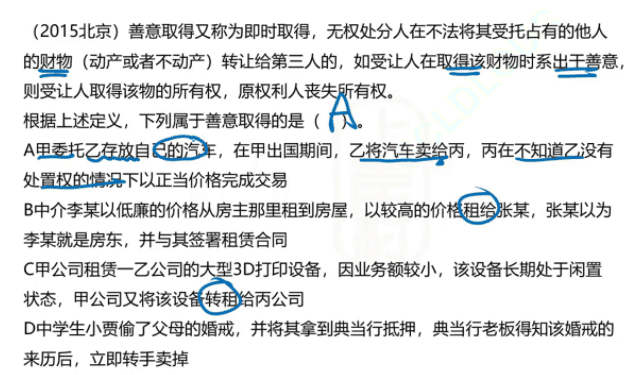 （2015北京）善意取得又称为即时取得，无权处分人在不法将其受托占有的他人
的财物（动产或者不动产）转让给第三人的，如受让人在取得该财物时系出于善意，
则受让人取得该物的所有权，原权利人丧失所有权。
根据上述定义，下列属于善意取得的是（A）。
A甲委托乙存放自己的汽车，在甲出国期间，乙将汽车卖给丙，丙在不知道乙没有
处置权的情况下以正当价格完成交易
B中介李某以低廉的价格从房主那里租到房屋，以较高的价格租给张某，张某以为
李某就是房东，并与其签署租赁合同
C甲公司租赁一乙公司的大型3D打印设备，因业务额较小，该设备长期处于闲置
状态，甲公司又将该设备转租给丙公司
D中学生小贾偷了父母的婚戒，并将其拿到典当行抵押，典当行老板得知该婚戒的
来历后，立即转手卖掉